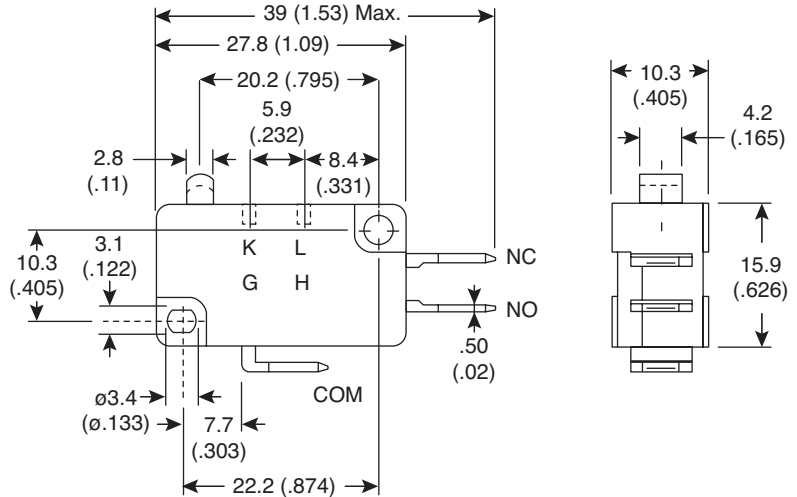 39 (1.53) Max.
27.8 (1.09)
20.2 (.795)
5.9
(.232)
2.8
(.11)
8.4
(.331)
10.3
(.405)
4.2
(.165)
3.1
(.122)
10.3
(.405)
K L
G H
NC
NO
15.9
(.626)
.50
(.02)
COM
ø3.4
(ø.133)
7.7
(.303)
22.2 (.874)